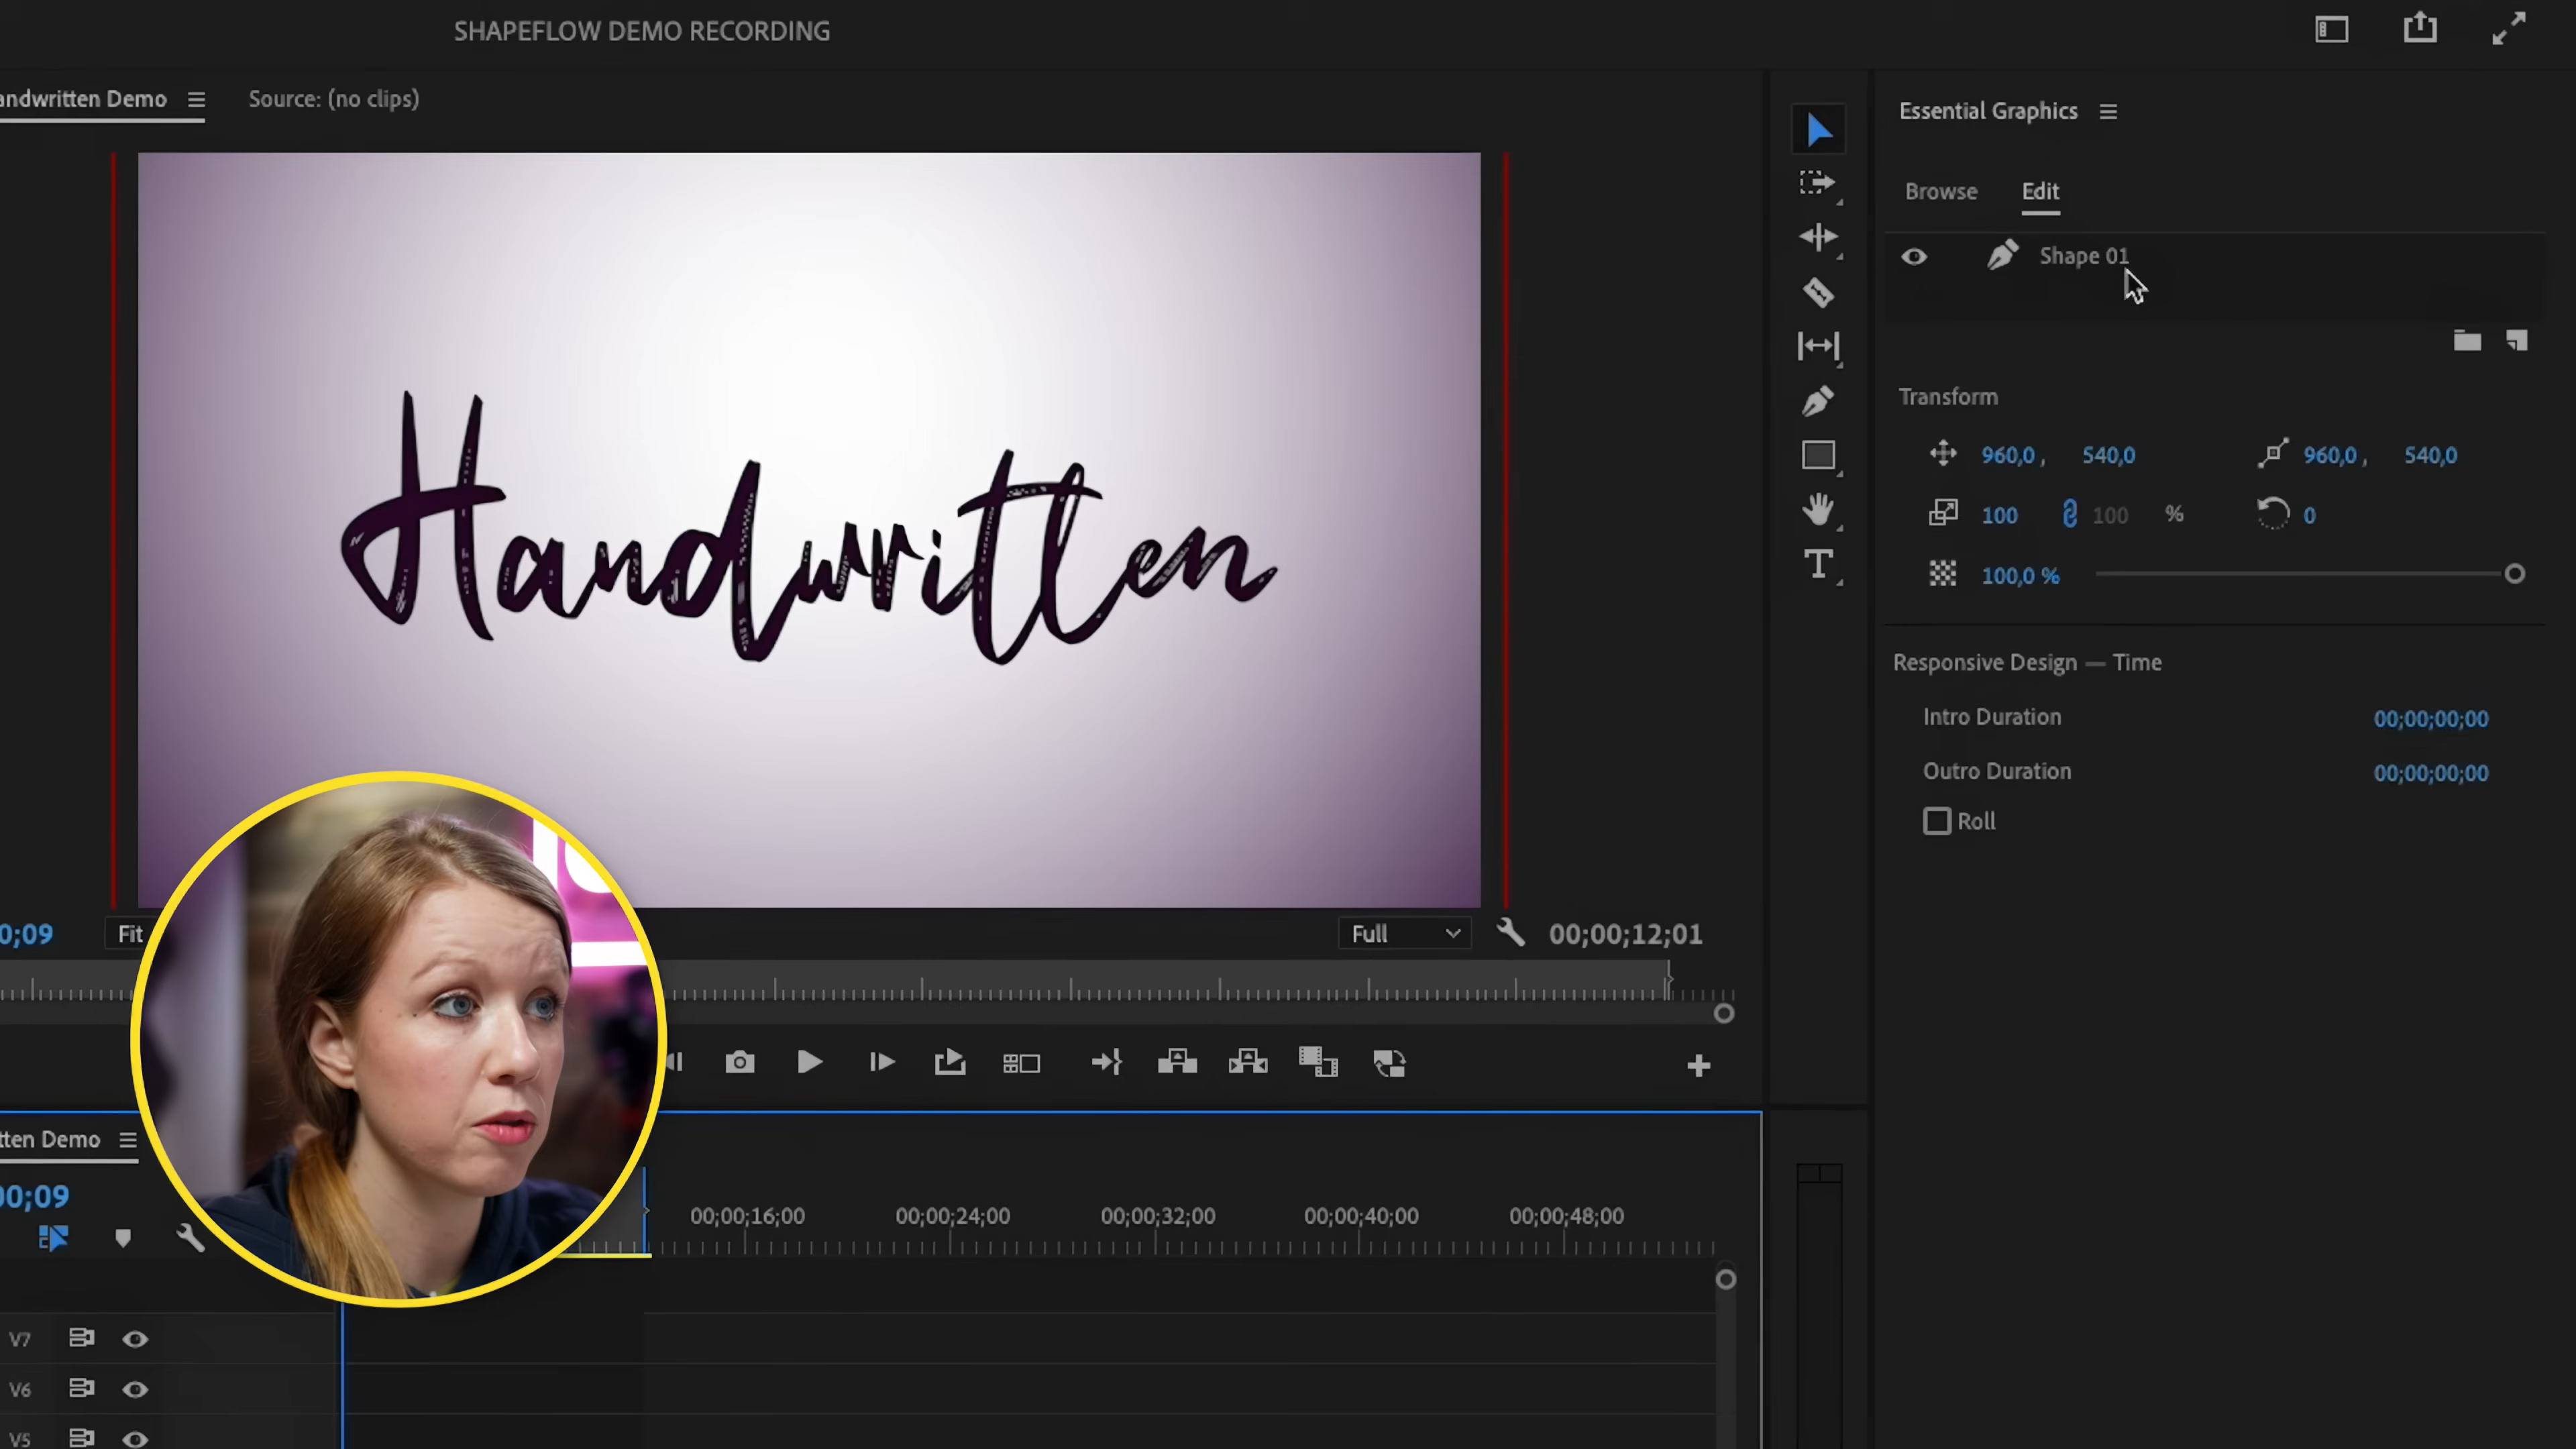 SHAPEFLOW DEMO RECORDING
andwritten Demo
Source: (no clips)
Essential Graphics
Browse
Edit
Shape 01
Transform
960,0 , 540,0
960,0 , 540,0
100
100 %
0
100,0 %
Responsive Design — Time
Intro Duration
00;00;00;00
Outro Duration
00;00;00;00
Roll
Handwritten
0;09
Fit
Full
00;00;12;01
tten Demo
00;09
00;00;16;00
00;00;24;00
00;00;32;00
00;00;40;00
00;00;48;00
V7
V6
V5